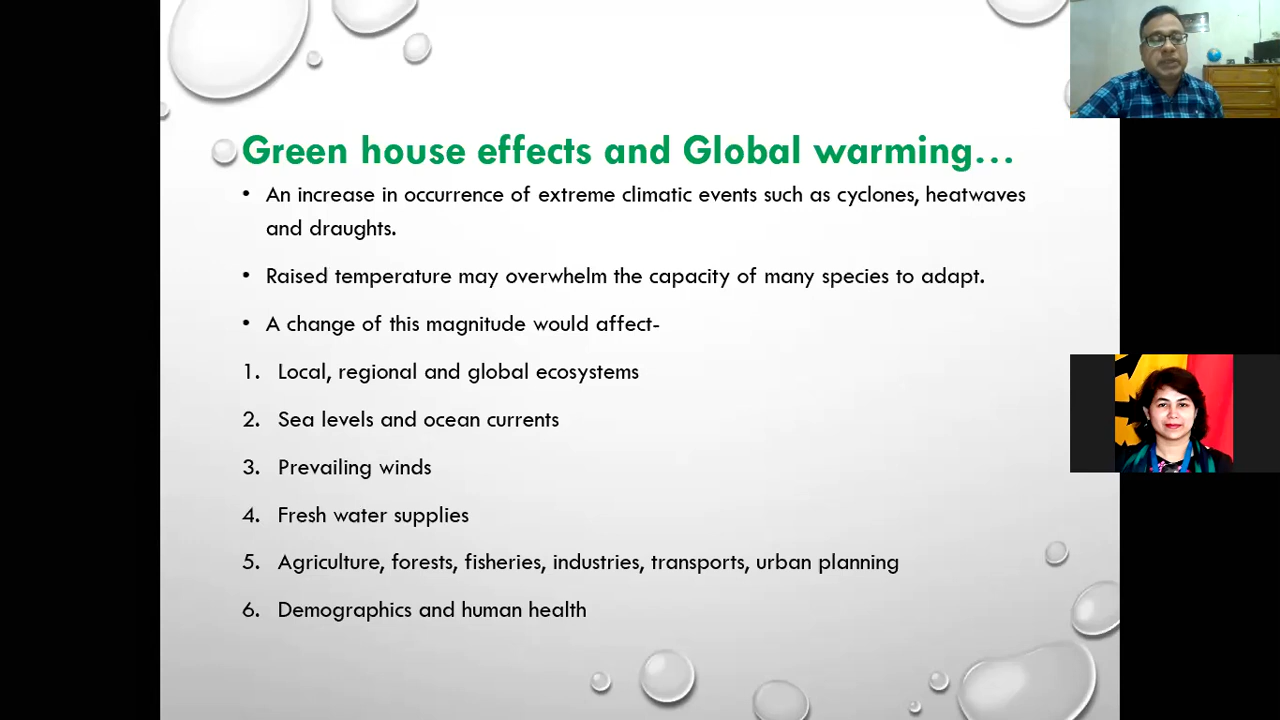 Green house effects and Global warming...
• An increase in occurrence of extreme climatic events such as cyclones, heatwaves
and draughts.
• Raised temperature may overwhelm the capacity of many species to adapt.
• A change of this magnitude would affect-
1. Local, regional and global ecosystems
2. Sea levels and ocean currents
3. Prevailing winds
4. Fresh water supplies
5. Agriculture, forests, fisheries, industries, transports, urban planning
6. Demographics and human health